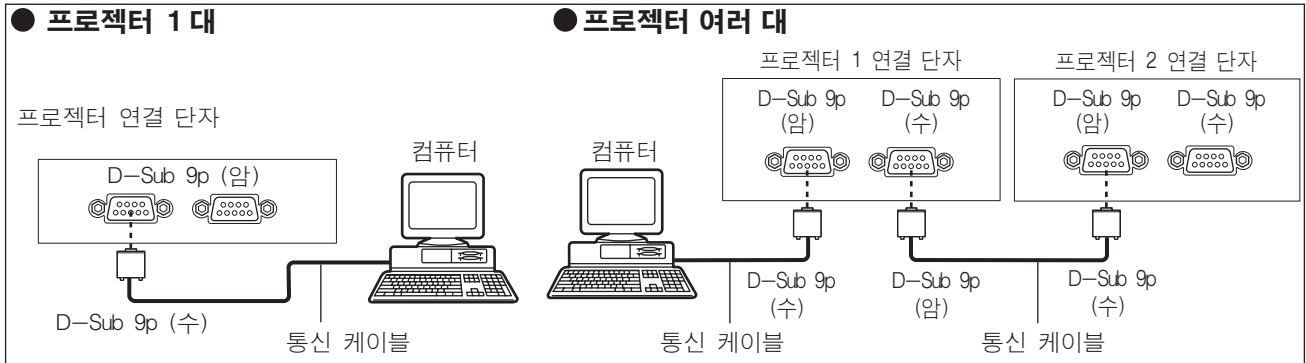 ● 프로젝터 1 대
프로젝터 연결 단자
D-Sub 9p (암)
컴퓨터
D-Sub 9p (수)
통신 케이블
● 프로젝터 여러 대
프로젝터 1 연결 단자
프로젝터 2 연결 단자
D-Sub 9p
(암)
D-Sub 9p
(수)
D-Sub 9p
(암)
D-Sub 9p
(수)
컴퓨터
D-Sub 9p
(수)
D-Sub 9p
(암)
D-Sub 9p
(수)
통신 케이블
통신 케이블